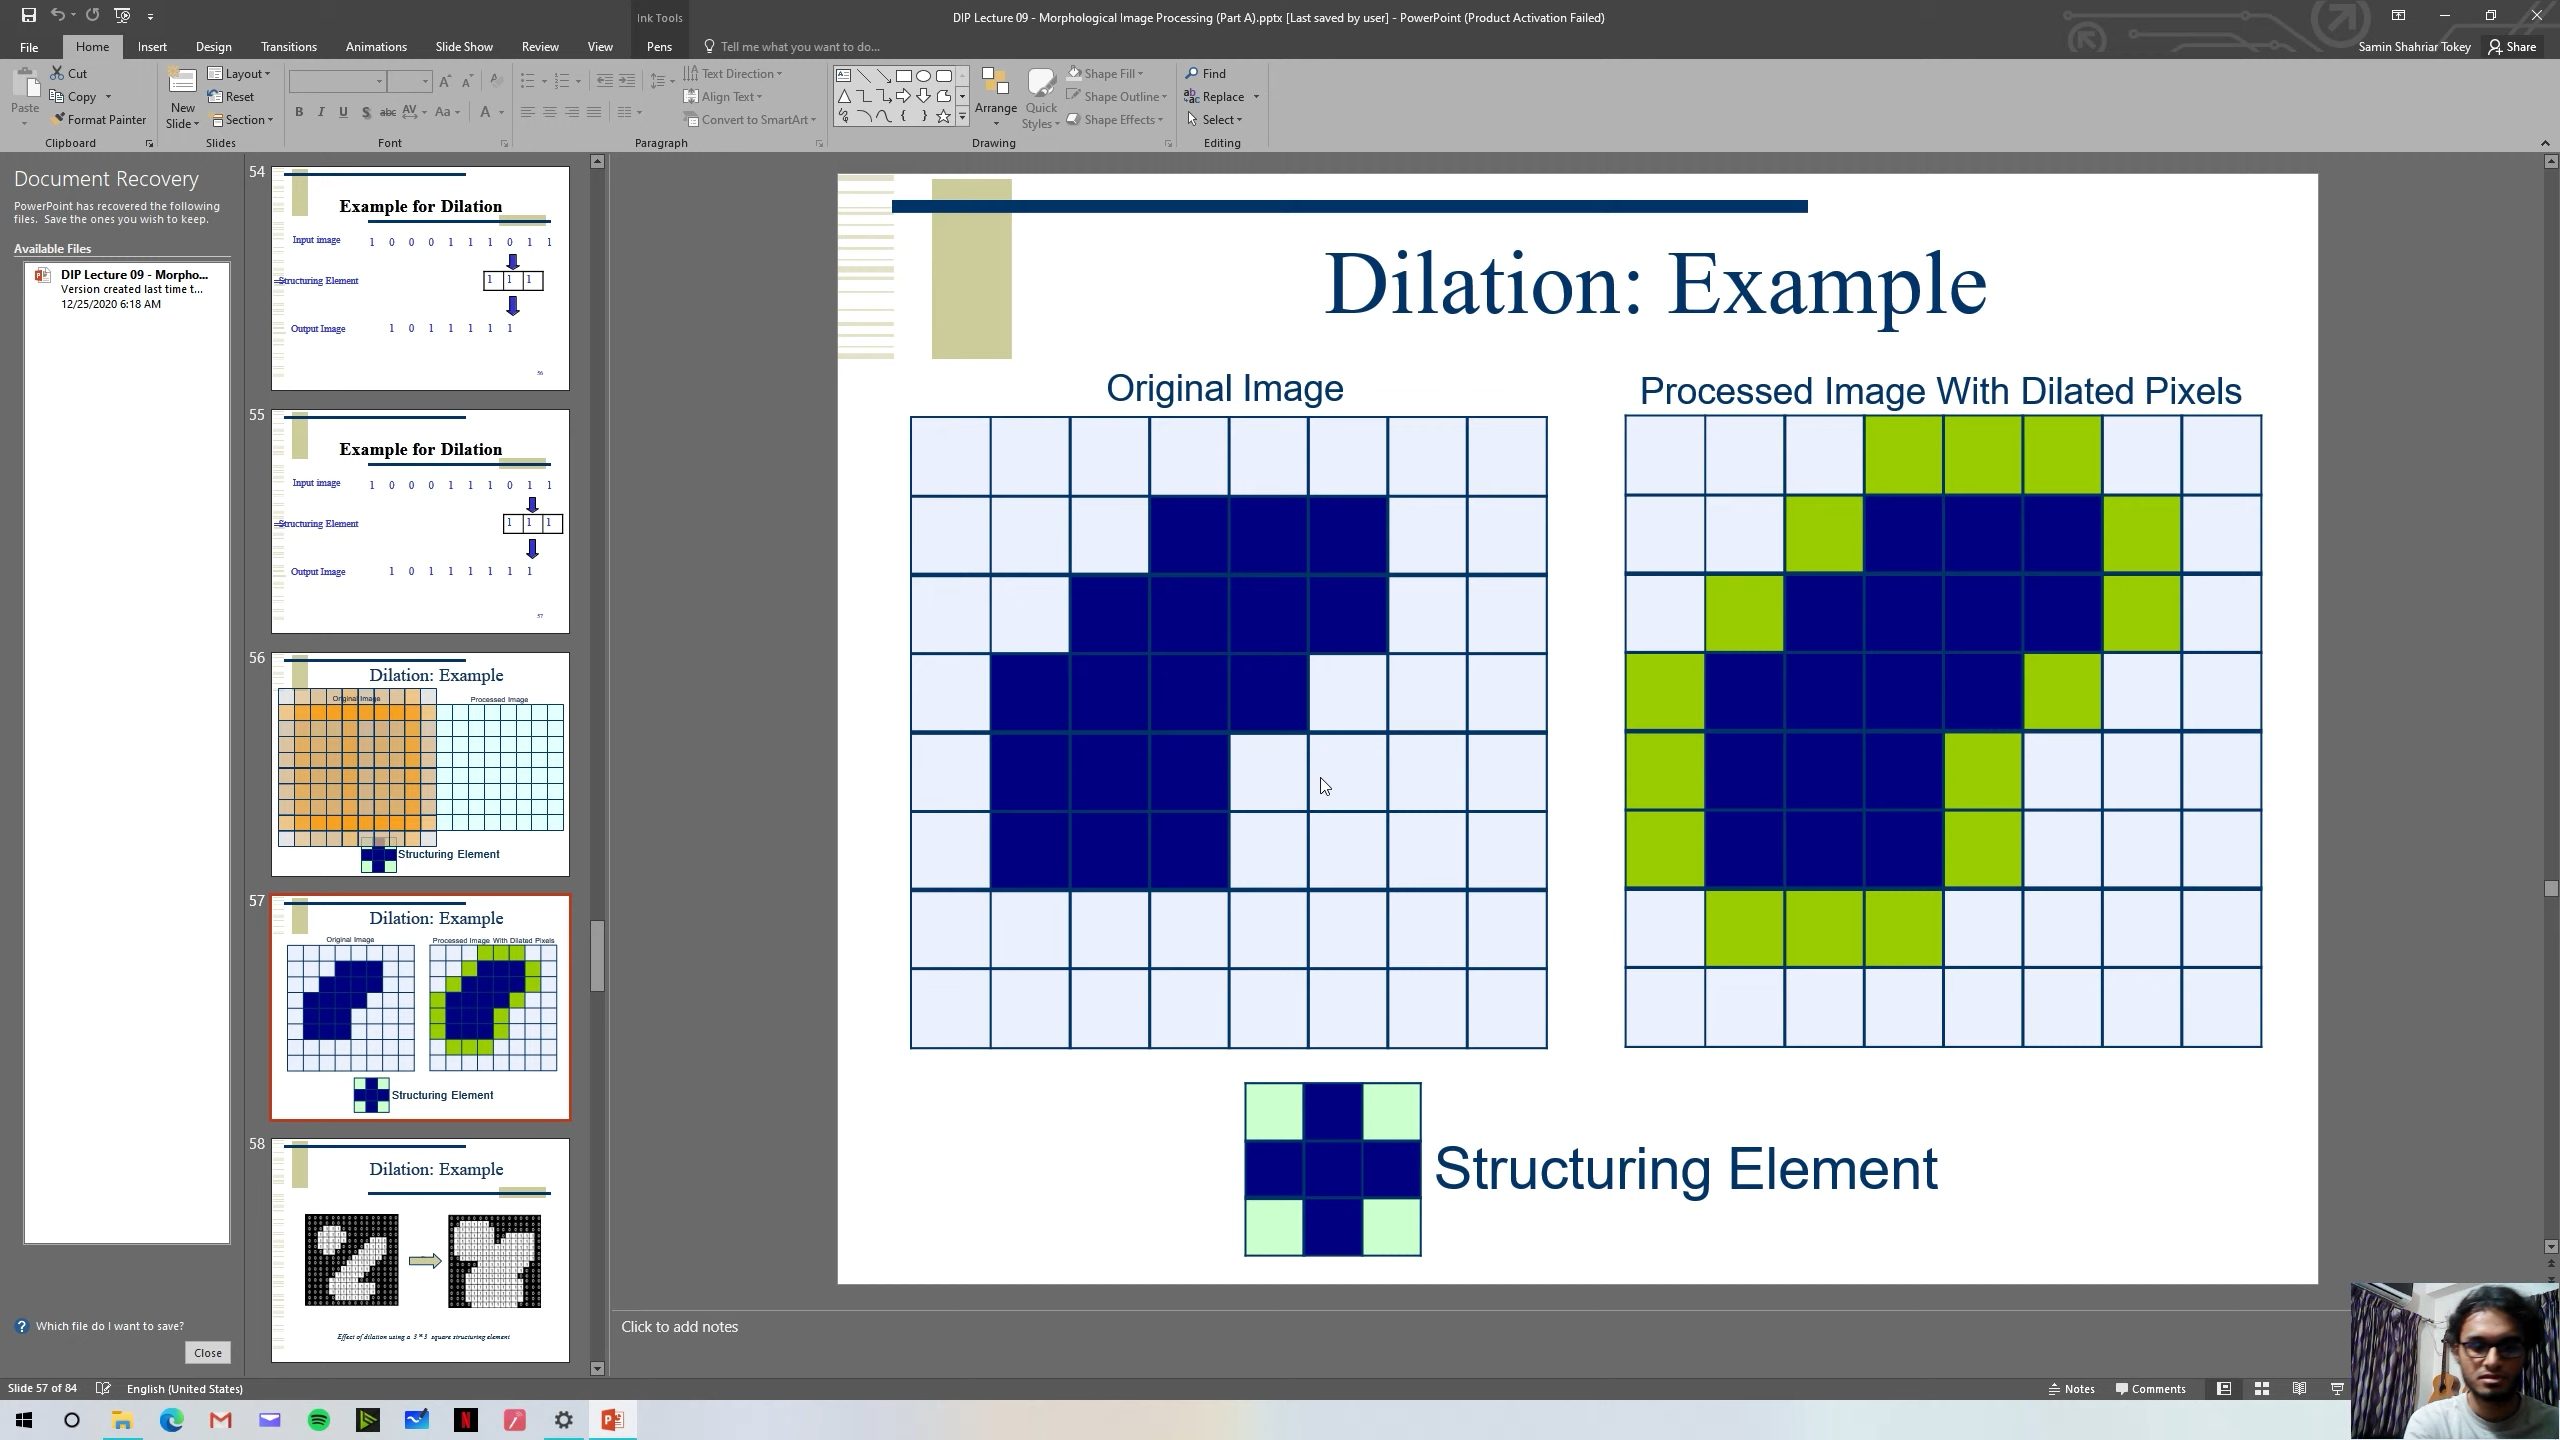 Ink Tools
DIP Lecture 09 - Morphological Image Processing (Part A).pptx [Last saved by user] - PowerPoint (Product Activation Failed)
File Home Insert Design Transitions Animations Slide Show Review View Pens Tell me what you want to do... Samin Shahriar Tokey Share
Paste
Cut
Copy
Format Painter
Clipboard
New Slide
Layout
Reset
Section
Slides
Font
Paragraph
Text Direction
Align Text
Convert to SmartArt
Arrange
Quick Styles
Shape Fill
Shape Outline
Shape Effects
Drawing
Find
Replace
Select
Editing
Document Recovery
PowerPoint has recovered the following
files. Save the ones you wish to keep.
Available Files
DIP Lecture 09 - Morpho...
Version created last time t...
12/25/2020 6:18 AM
Which file do I want to save?
Close
54
Example for Dilation
Input image 1 0 0 0 1 1 1 0 1 1
Structuring Element 1 1 1
Output Image 1 0 1 1 1 1 1
56
55
Example for Dilation
Input image 1 0 0 0 1 1 1 0 1 1
Structuring Element 1 1 1
Output Image 1 0 1 1 1 1 1 1
57
56
Dilation: Example
Original Image Processed Image
Structuring Element
57
Dilation: Example
Original Image Processed Image With Dilated Pixels
Structuring Element
58
Dilation: Example
Effect of dilation using a 3*3 square structuring element
Dilation: Example
Original Image
Processed Image With Dilated Pixels
Structuring Element
Click to add notes
Slide 57 of 84 English (United States) Notes Comments